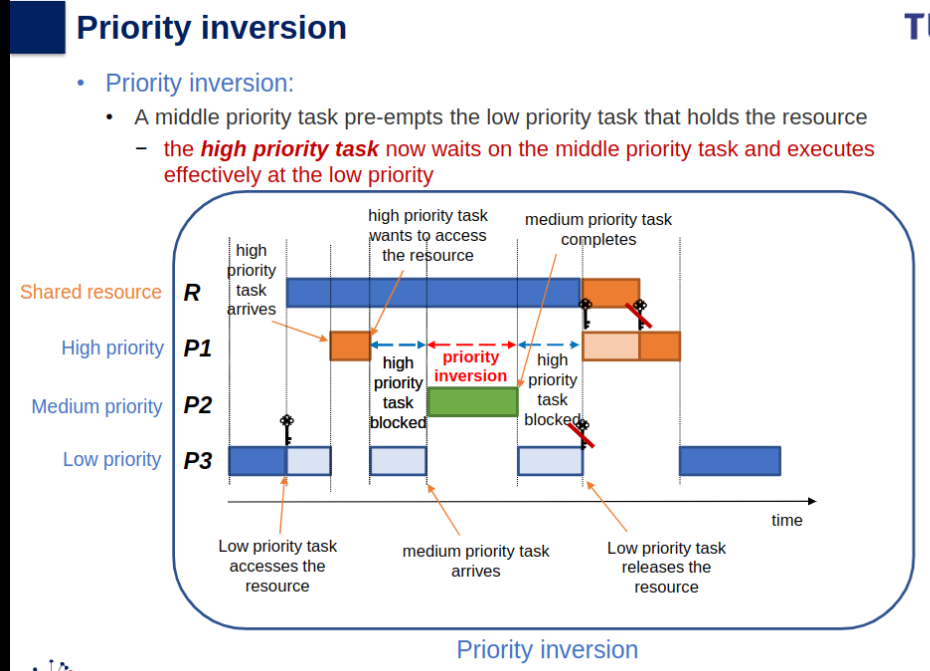 Priority inversion
TU
• Priority inversion:
• A middle priority task pre-empts the low priority task that holds the resource
– the high priority task now waits on the middle priority task and executes
effectively at the low priority
high priority task
wants to access
the resource
medium priority task
completes
high
priority
task
arrives
Shared resource R
High priority P1
high
priority
task
blocked
priority
inversion
high
priority
task
blocked
Medium priority P2
Low priority P3
time
Low priority task
accesses the
resource
medium priority task
arrives
Low priority task
releases the
resource
Priority inversion